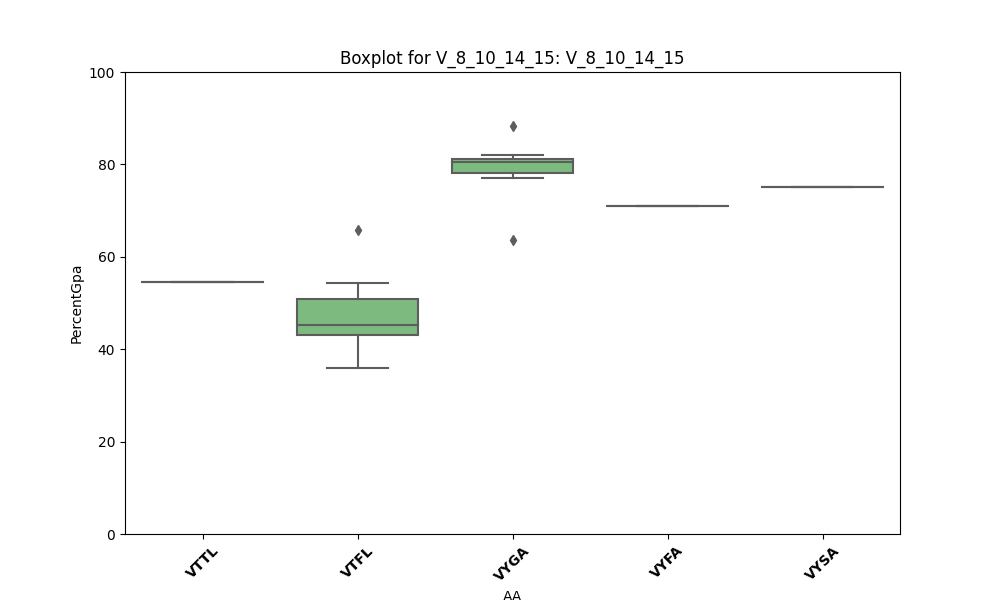 Boxplot for V_8_10_14_15: V_8_10_14_15
100
80
60
40
20
0
PercentGpa
VTTL
VTFL
VYGA
VYFA
VYSA
AA